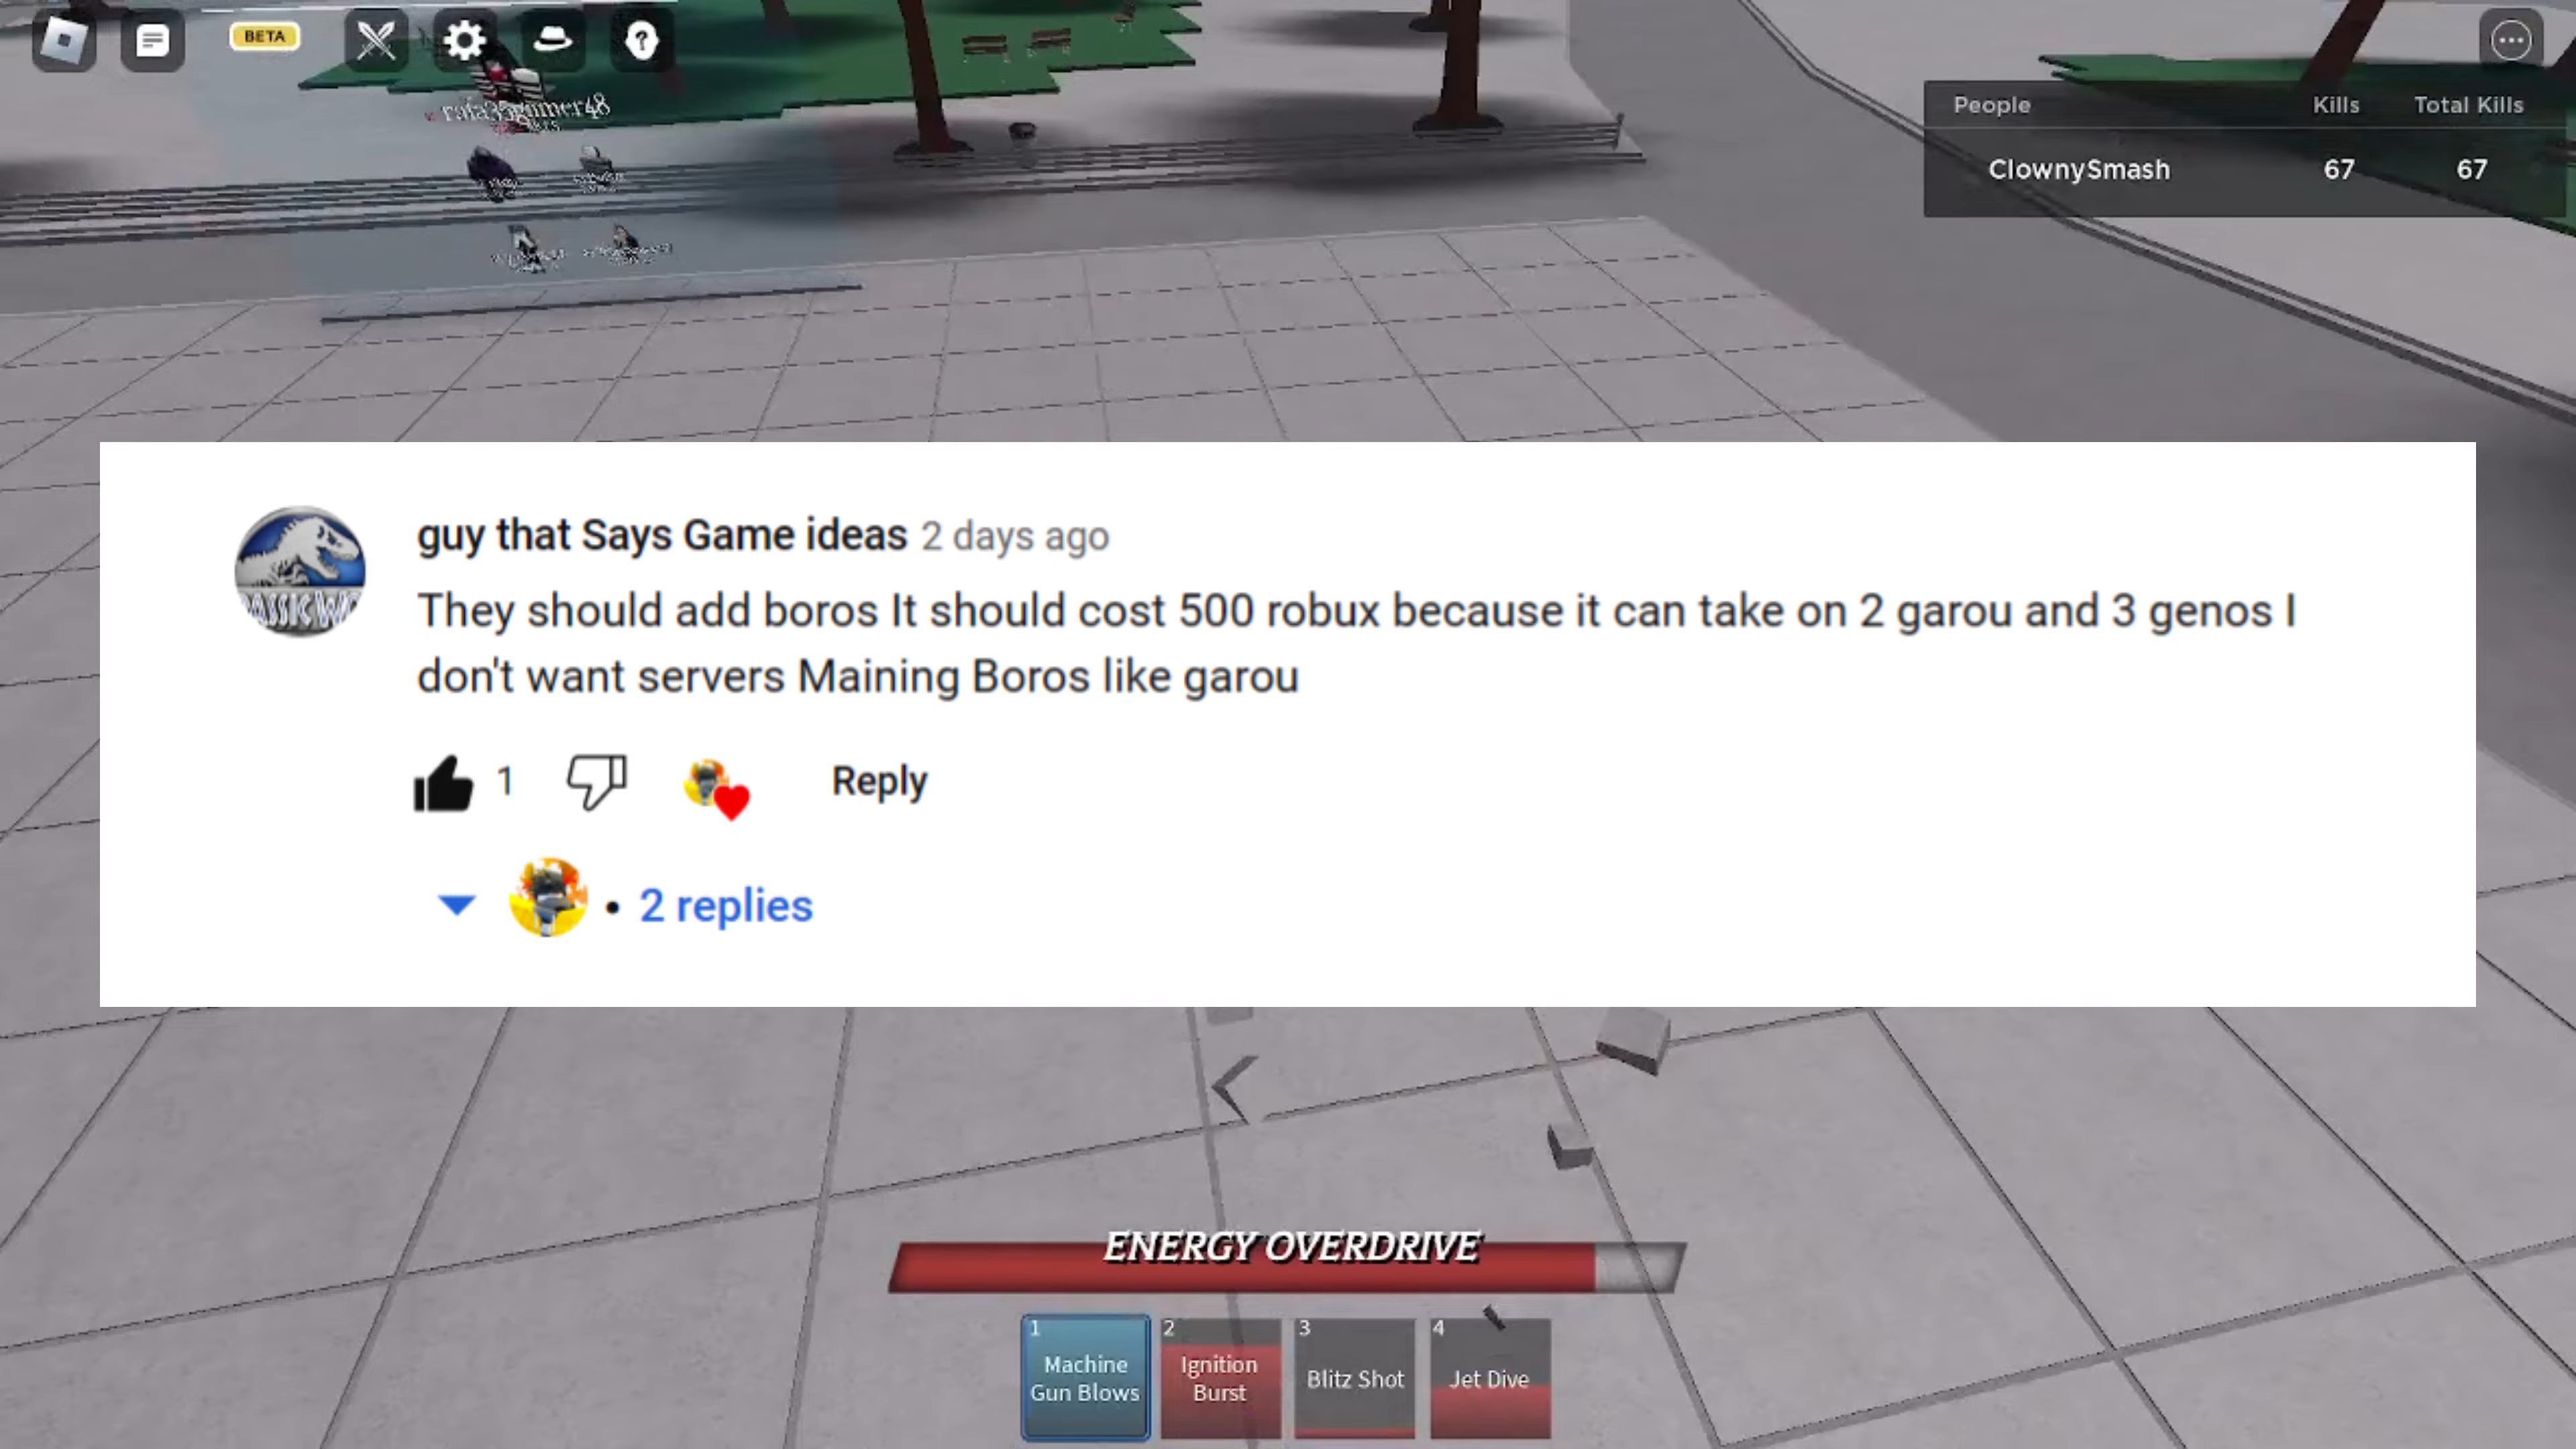 BETA
People Kills Total Kills
ClownySmash 67 67
guy that Says Game ideas 2 days ago
They should add boros It should cost 500 robux because it can take on 2 garou and 3 genos I
don't want servers Maining Boros like garou
1 Reply
2 replies
ENERGY OVERDRIVE
1 2 3 4
Machine Ignition Blitz Shot Jet Dive
Gun Blows Burst